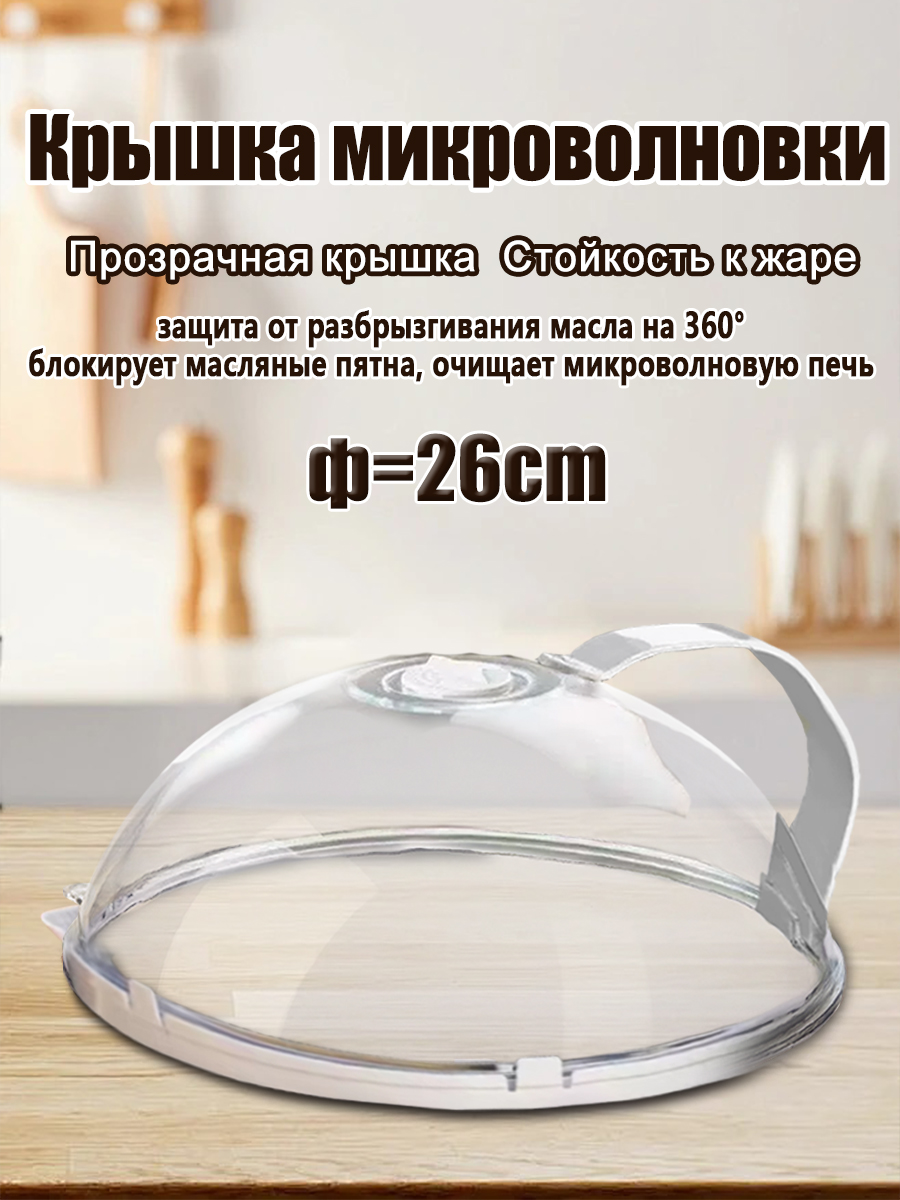 Крышка микроволновки
Прозрачная крышка Стойкость к жаре
защита от разбрызгивания масла на 360°
блокирует масляные пятна, очищает микроволновую печь
ф=26cm